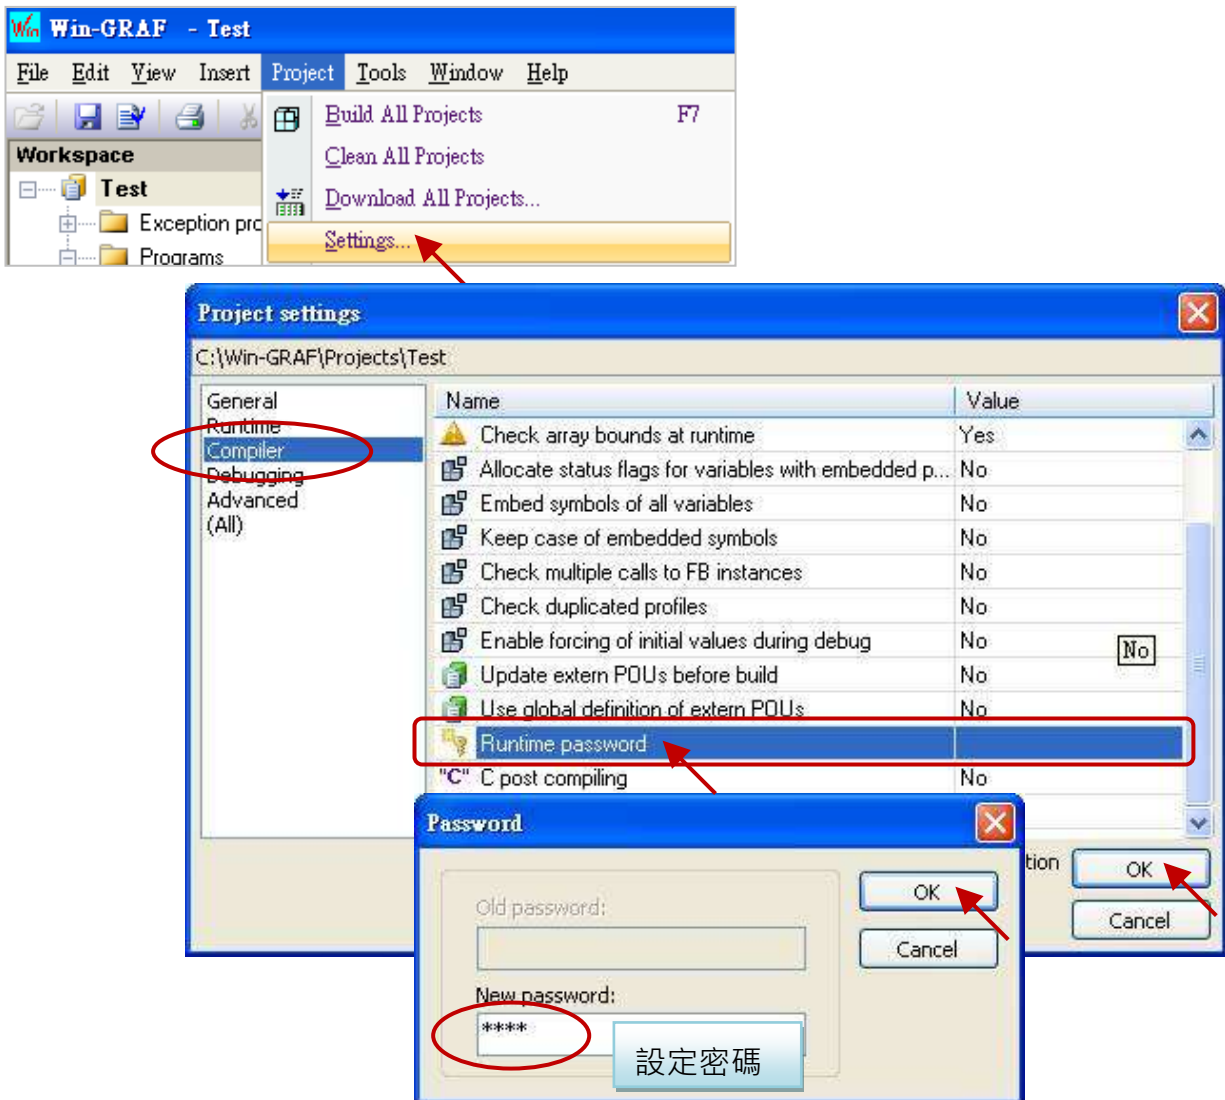 Win Win-GRAF - Test
File Edit View Insert Project Tools Window Help
Build All Projects F7
Clean All Projects
Download All Projects...
Settings...
Workspace
Test
Exception pro
Programs
Project settings
C:\Win-GRAF\Projects\Test
General
Runtime
Compiler
Debugging
Advanced
(All)
Name Value
Check array bounds at runtime Yes
Allocate status flags for variables with embedded p... No
Embed symbols of all variables No
Keep case of embedded symbols No
Check multiple calls to FB instances No
Check duplicated profiles No
Enable forcing of initial values during debug No
No
Update extern POUs before build No
Use global definition of extern POUs No
Runtime password
"C" C post compiling No
tion
OK
Cancel
Password
Old password:
New password:
****
OK
Cancel
設定密碼